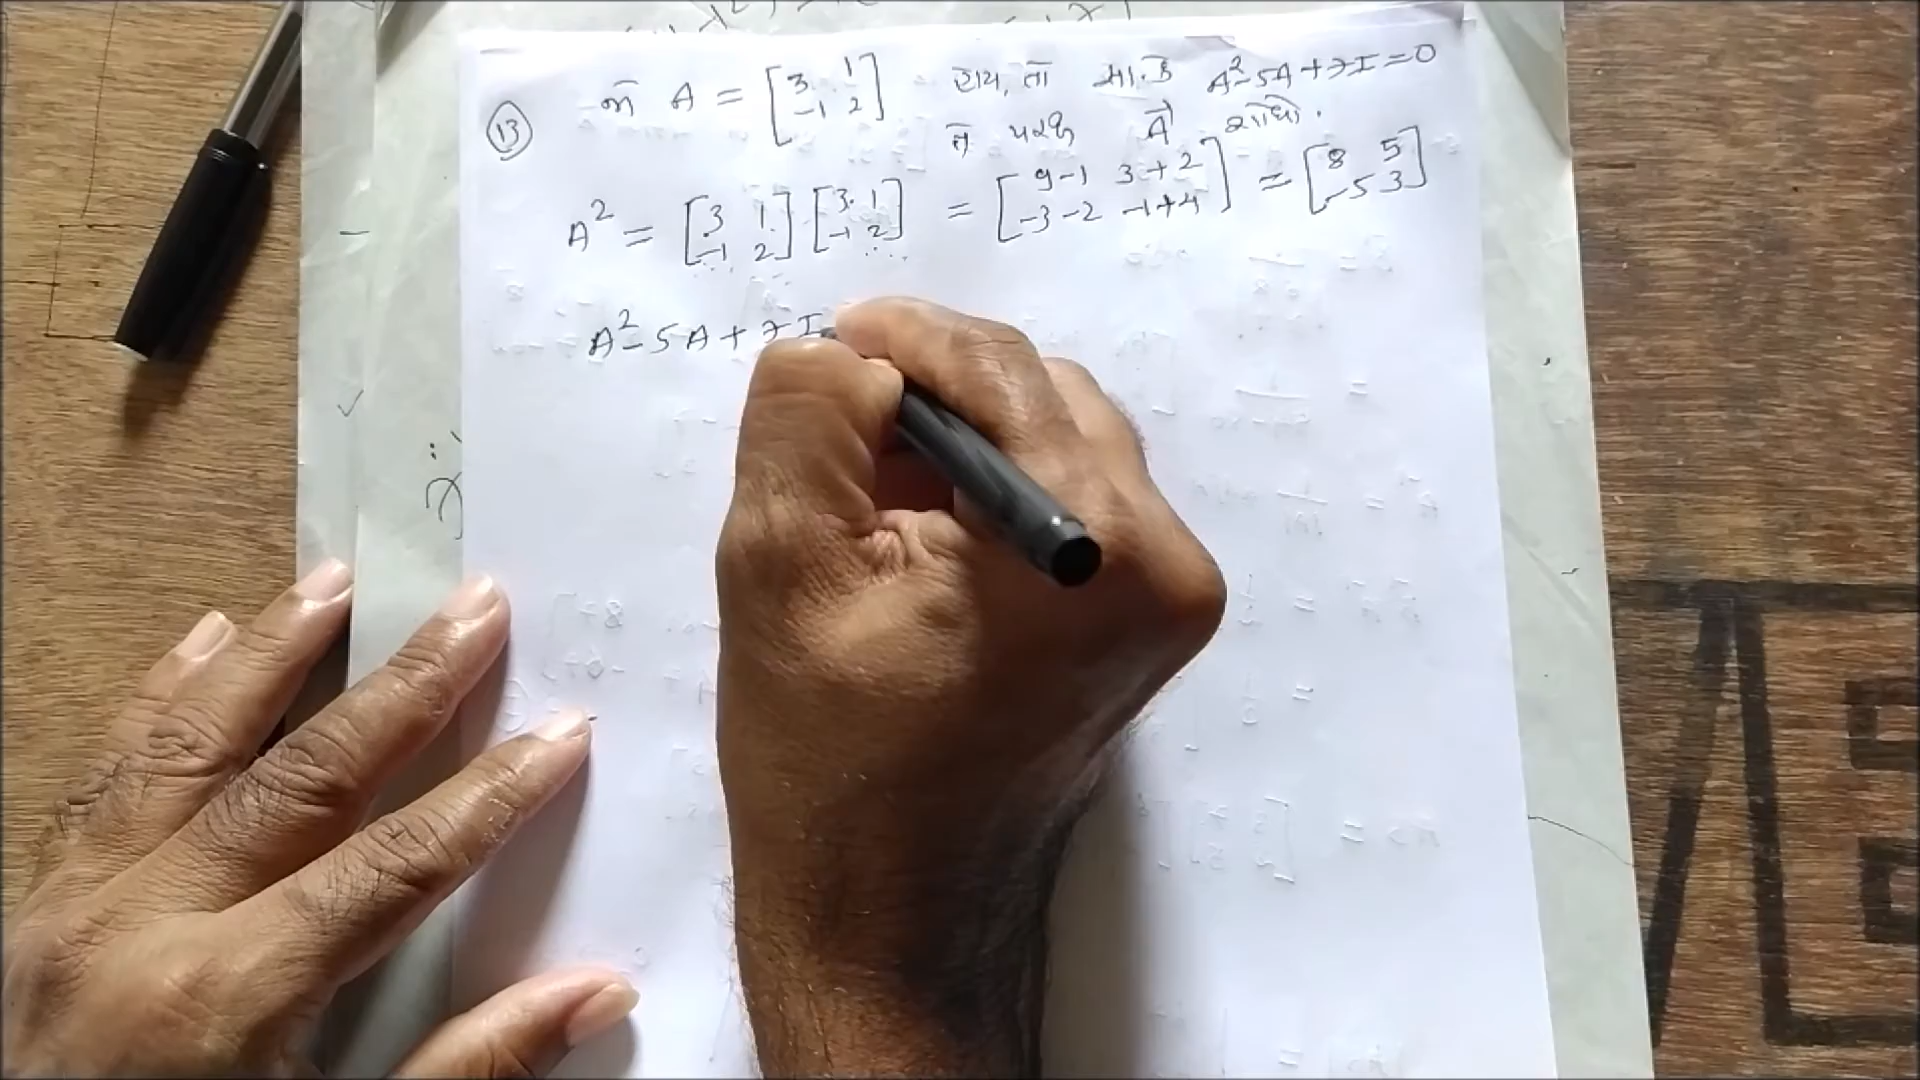 (13) જો A = [3 1 -1 2] હોય, તો સા.કે A² - 5A + 7I = 0
તે પરથી A⁻¹ શોધો.
A² = [3 1 -1 2] [3 1 -1 2] = [9-1 3+2 -3-2 -1+4] = [8 5 -5 3]
A² - 5A + 7I